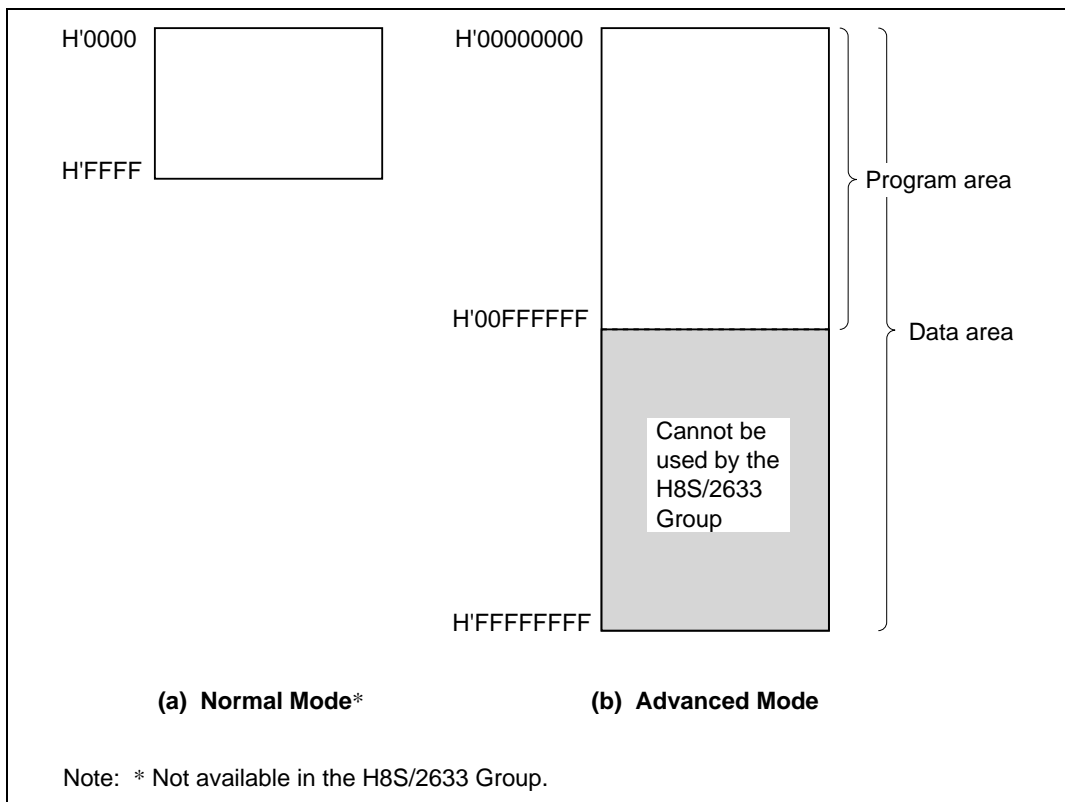 H'0000
H'FFFF
H'00000000
H'00FFFFFF
H'FFFFFFFF
Program area
Data area
Cannot be
used by the
H8S/2633
Group
(a) Normal Mode*
(b) Advanced Mode
Note: * Not available in the H8S/2633 Group.